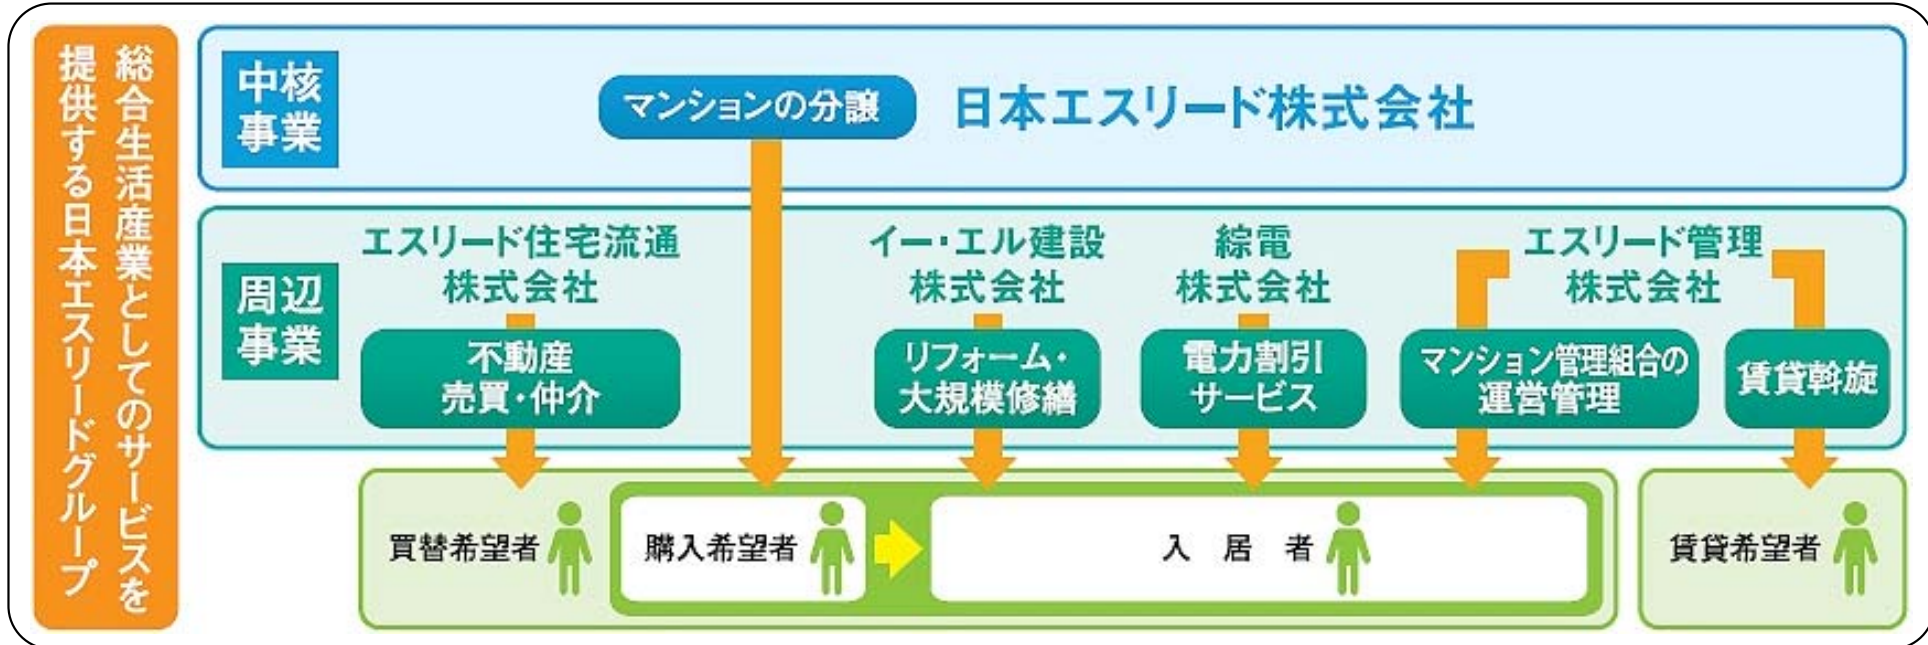 総合生活産業としてのサービスを
提供する日本エスリードグループ
中核
事業
マンションの分譲
日本エスリード株式会社
周辺
事業
エスリード住宅流通
株式会社
不動産
売買・仲介
イー・エル建設
株式会社
リフォーム・
大規模修繕
綜電
株式会社
電力割引
サービス
エスリード管理
株式会社
マンション管理組合の
運営管理
賃貸斡旋
買替希望者
購入希望者
入居者
賃貸希望者